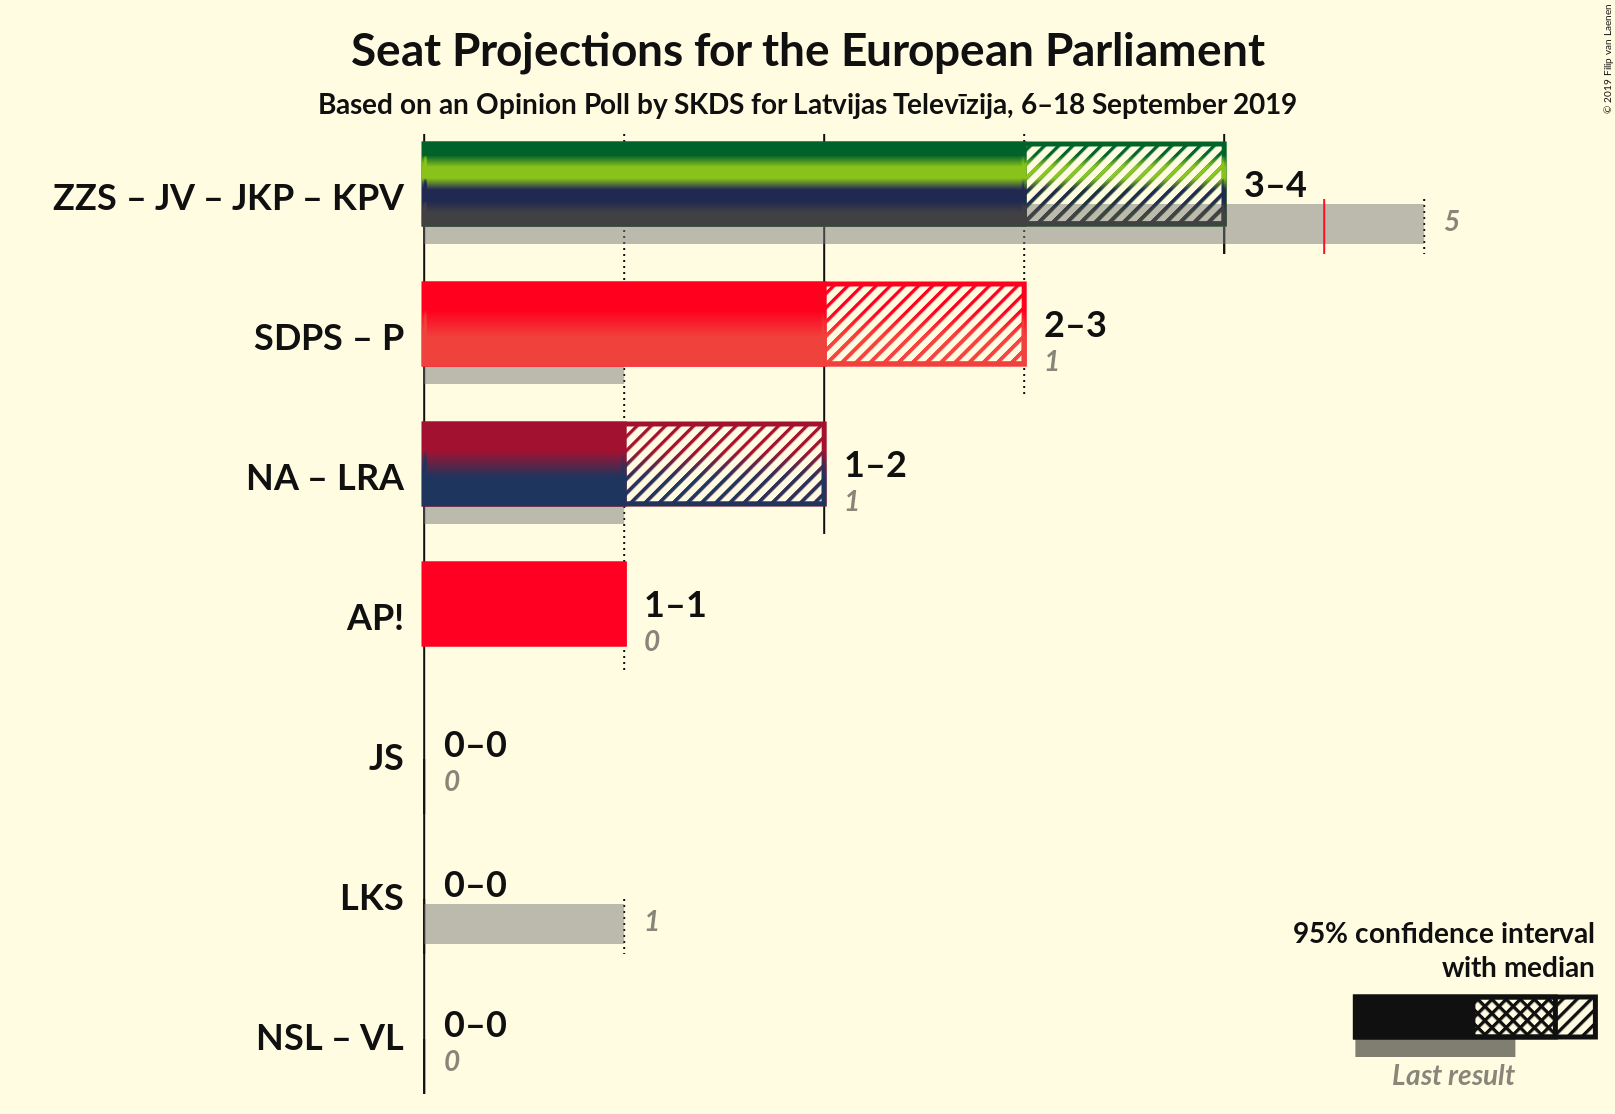 Seat Projections for the European Parliament
Based on an Opinion Poll by SKDS for Latvijas Televīzija, 6–18 September 2019
© 2019 Filip van Laenen
ZZS – JV – JKP – KPV
3–4
5
SDPS – P
2–3
1
NA – LRA
1–2
1
AP!
1–1
0
JS
0–0
0
LKS
0–0
1
NSL – VL
0–0
0
95% confidence interval
with median
Last result